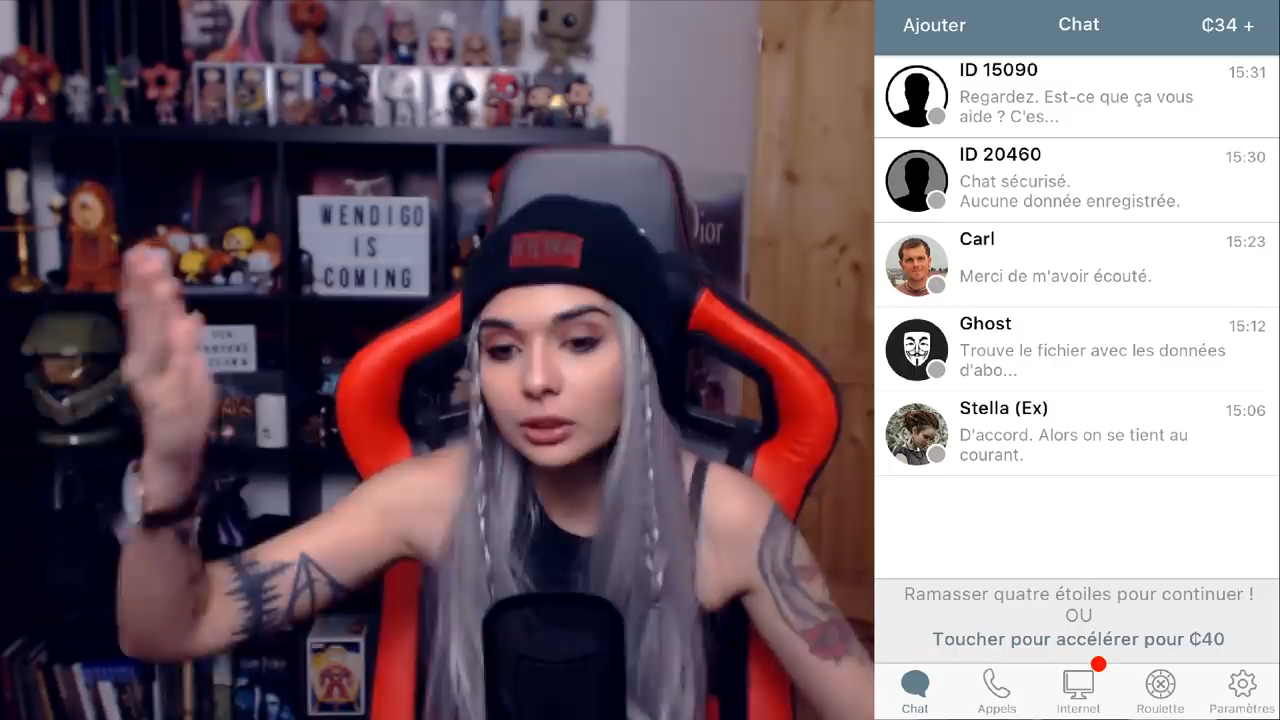 WENDIGO
IS
COMING
Dior
Ajouter
Chat
₵34 +
ID 15090
15:31
Regardez. Est-ce que ça vous
aide ? C'es...
ID 20460
15:30
Chat sécurisé.
Aucune donnée enregistrée.
Carl
15:23
Merci de m'avoir écouté.
Ghost
15:12
Trouve le fichier avec les données
d'abo...
Stella (Ex)
15:06
D'accord. Alors on se tient au
courant.
Ramasser quatre étoiles pour continuer !
OU
Toucher pour accélérer pour ₵40
Chat
Appels
Internet
Roulette
Paramètres